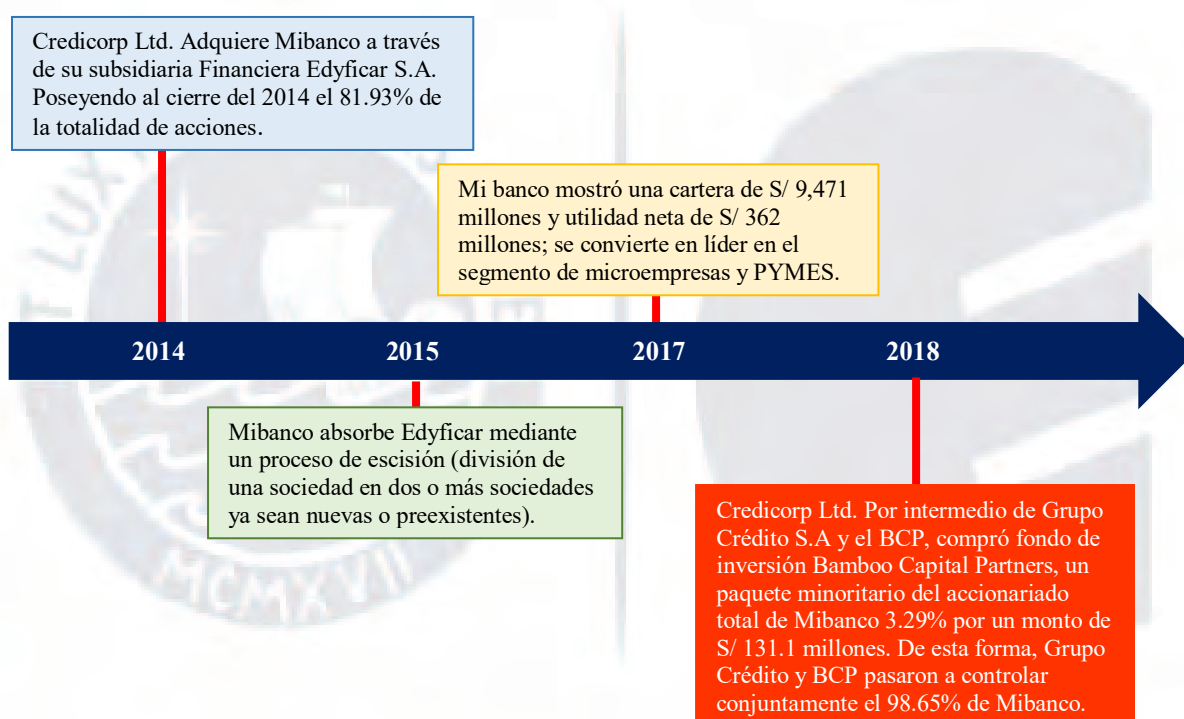 Credicorp Ltd. Adquiere Mibanco a través
de su subsidiaria Financiera Edyficar S.A.
Poseyendo al cierre del 2014 el 81.93% de
la totalidad de acciones.
Mi banco mostró una cartera de S/ 9,471
millones y utilidad neta de S/ 362
millones; se convierte en líder en el
segmento de microempresas y PYMES.
2014 2015 2017 2018
Mibanco absorbe Edyficar mediante
un proceso de escisión (división de
una sociedad en dos o más sociedades
ya sean nuevas o preexistentes).
Credicorp Ltd. Por intermedio de Grupo
Crédito S.A y el BCP, compró fondo de
inversión Bamboo Capital Partners, un
paquete minoritario del accionariado
total de Mibanco 3.29% por un monto de
S/ 131.1 millones. De esta forma, Grupo
Crédito y BCP pasaron a controlar
conjuntamente el 98.65% de Mibanco.
MCMXVII